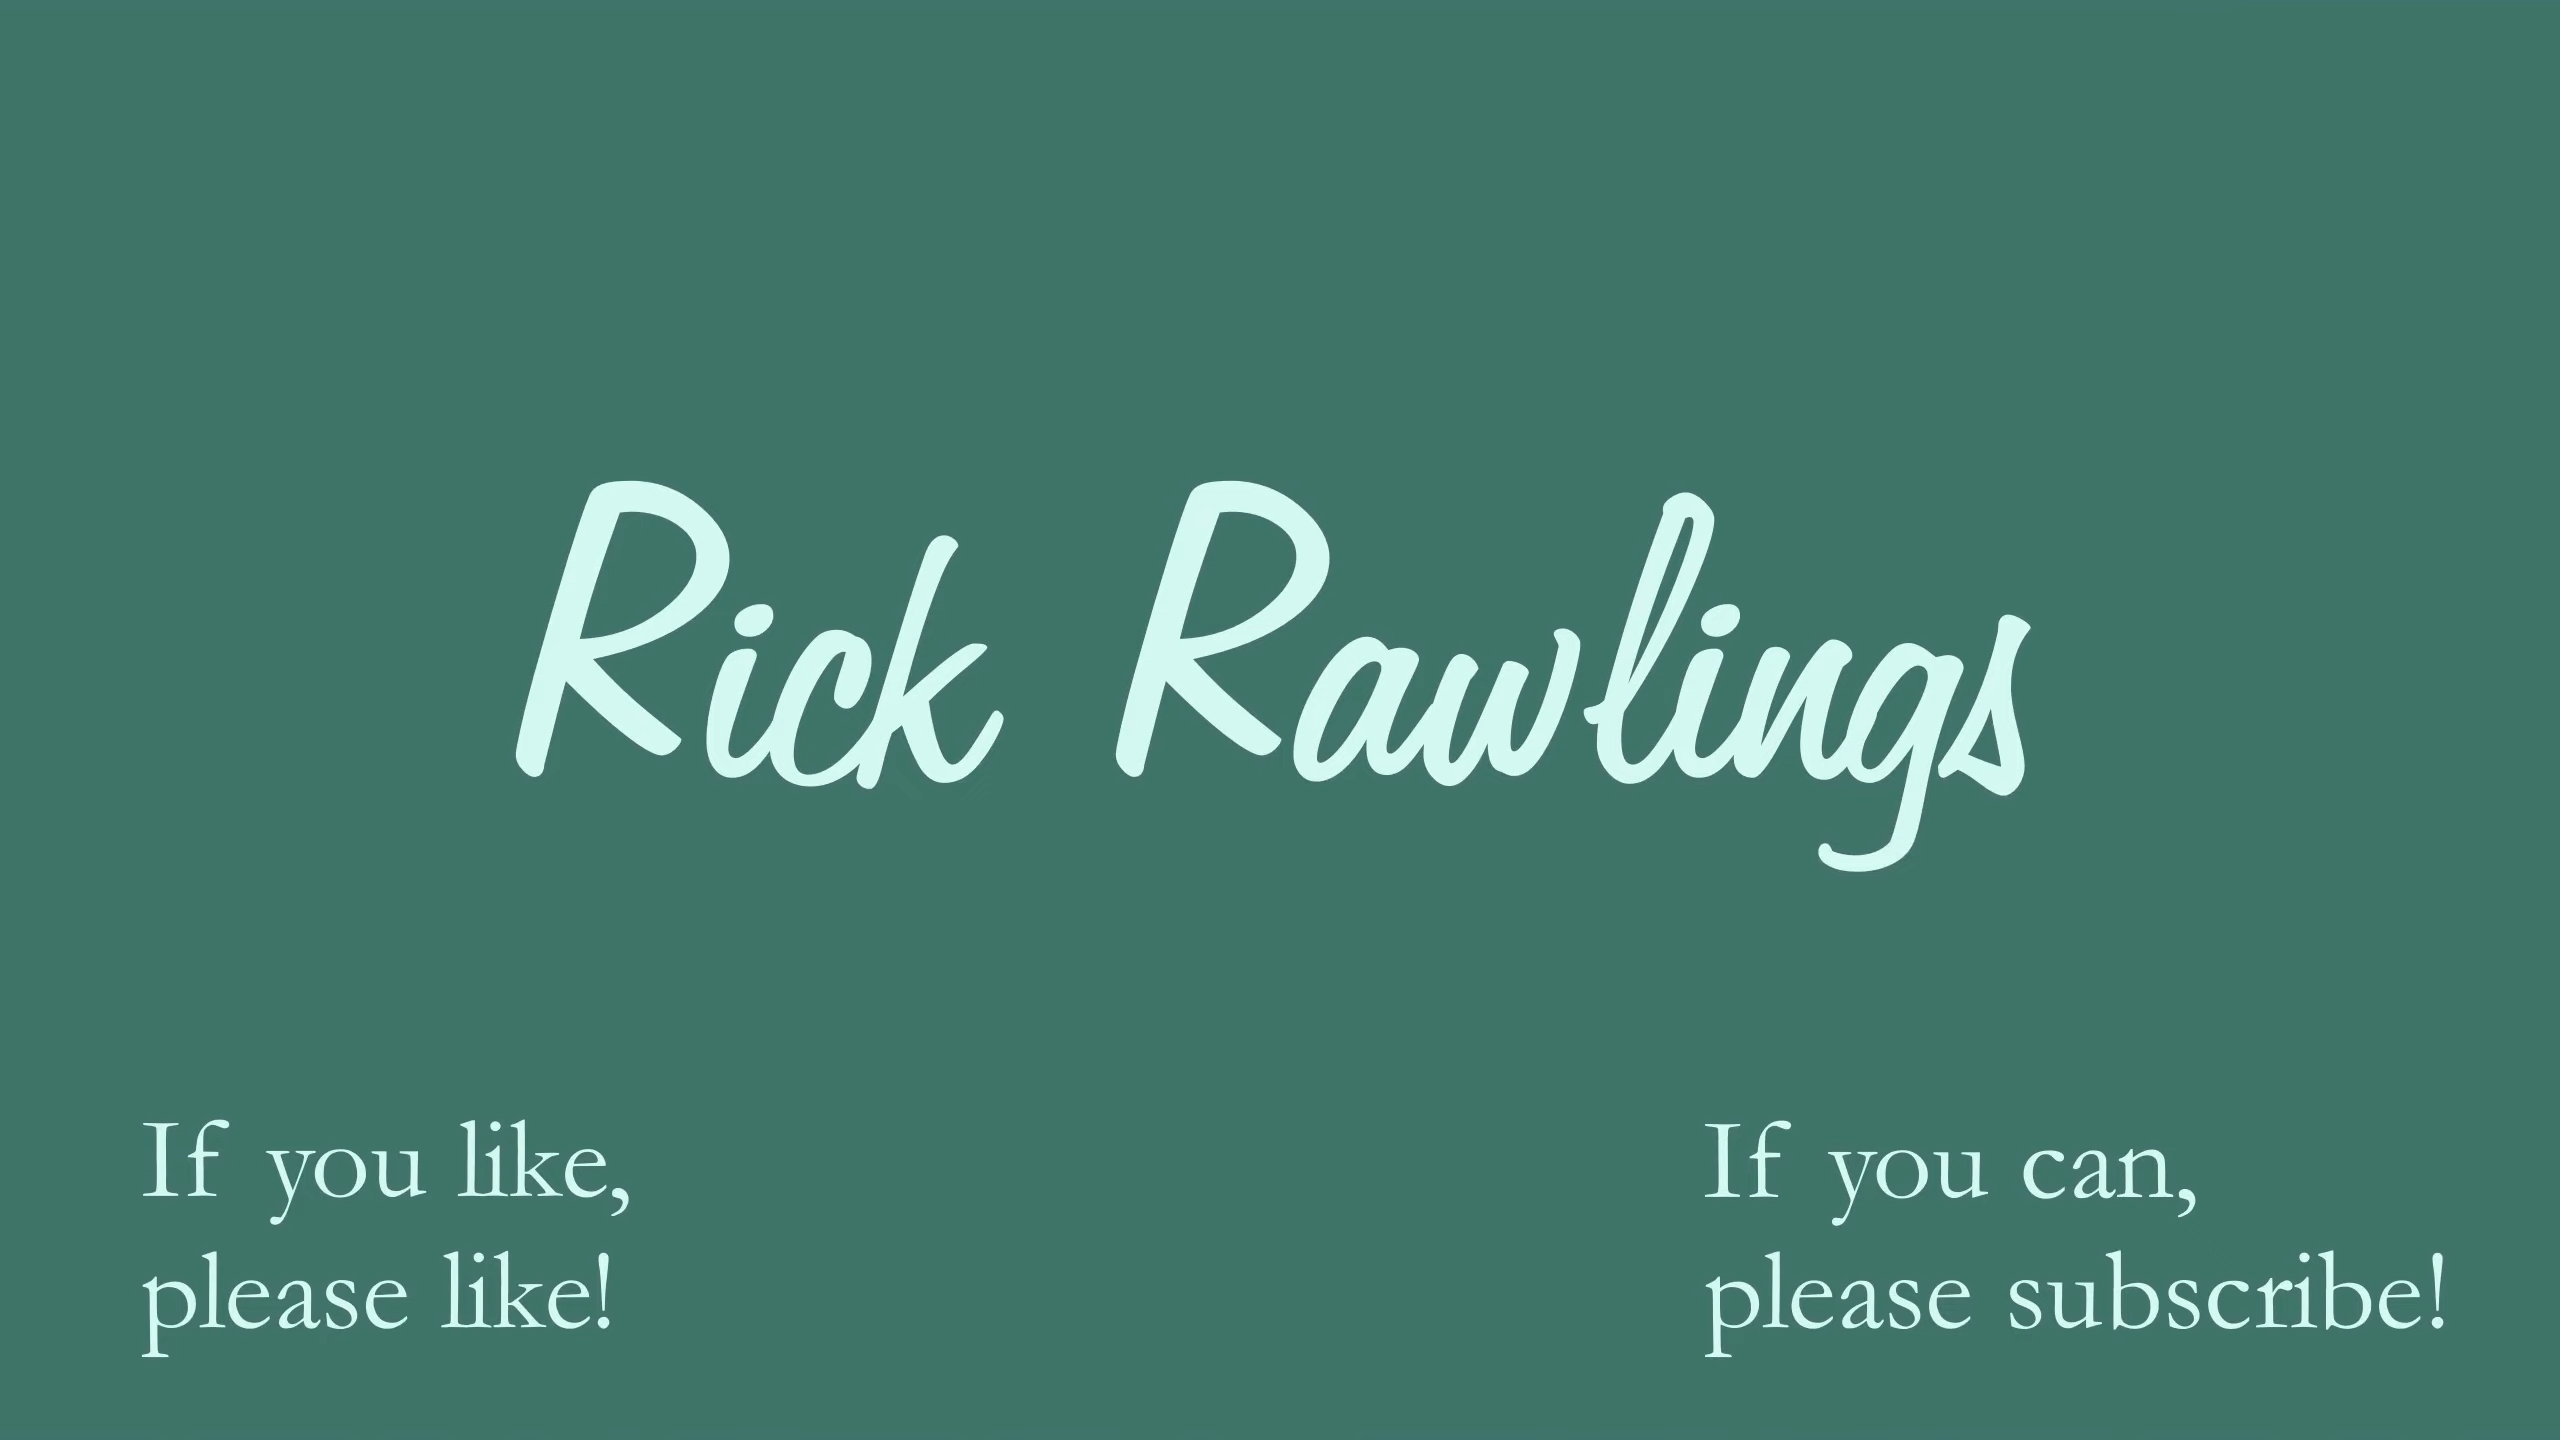 Rick Rawlings
If you like,
please like!
If you can,
please subscribe!